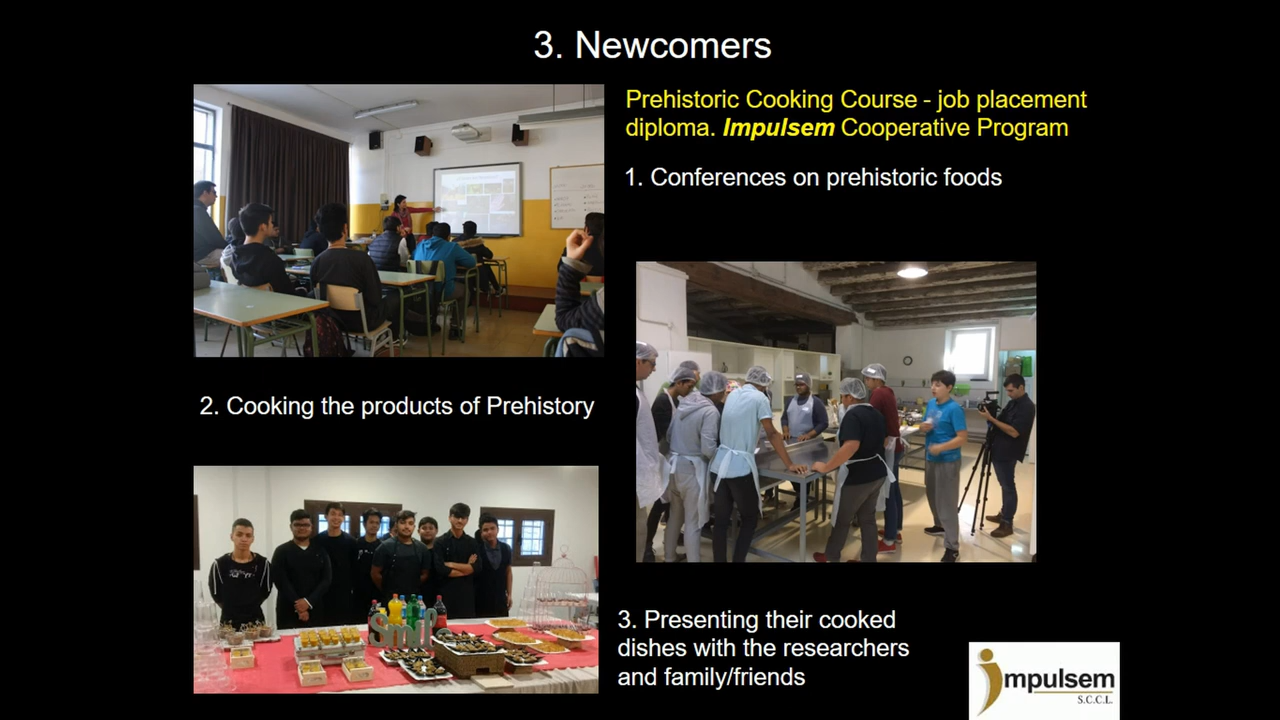 3. Newcomers
Prehistoric Cooking Course - job placement
diploma. Impulsem Cooperative Program
1. Conferences on prehistoric foods
2. Cooking the products of Prehistory
Smile
3. Presenting their cooked
dishes with the researchers
and family/friends
impulsem
S.C.C.L.